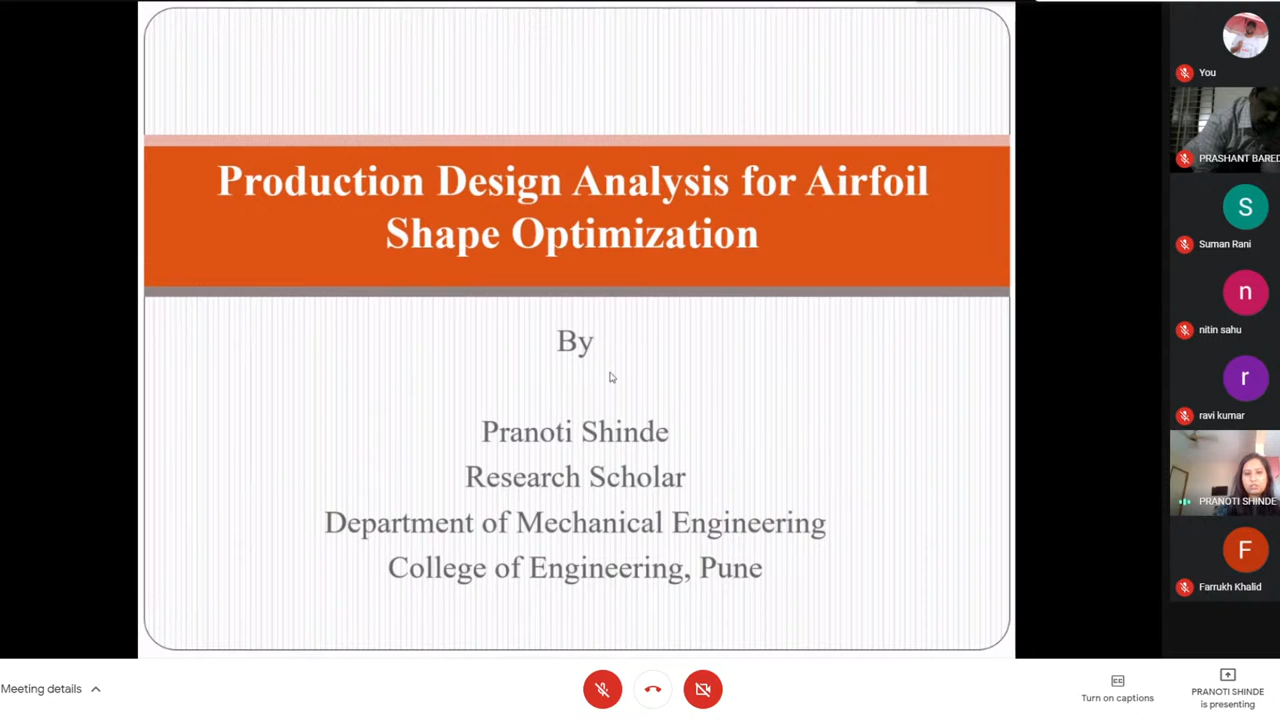 Production Design Analysis for Airfoil
Shape Optimization
By
Pranoti Shinde
Research Scholar
Department of Mechanical Engineering
College of Engineering, Pune
You
PRASHANT BARED
S
Suman Rani
n
nitin sahu
r
ravi kumar
PRANOTI SHINDE
F
Farrukh Khalid
Meeting details
CC
Turn on captions
PRANOTI SHINDE
is presenting